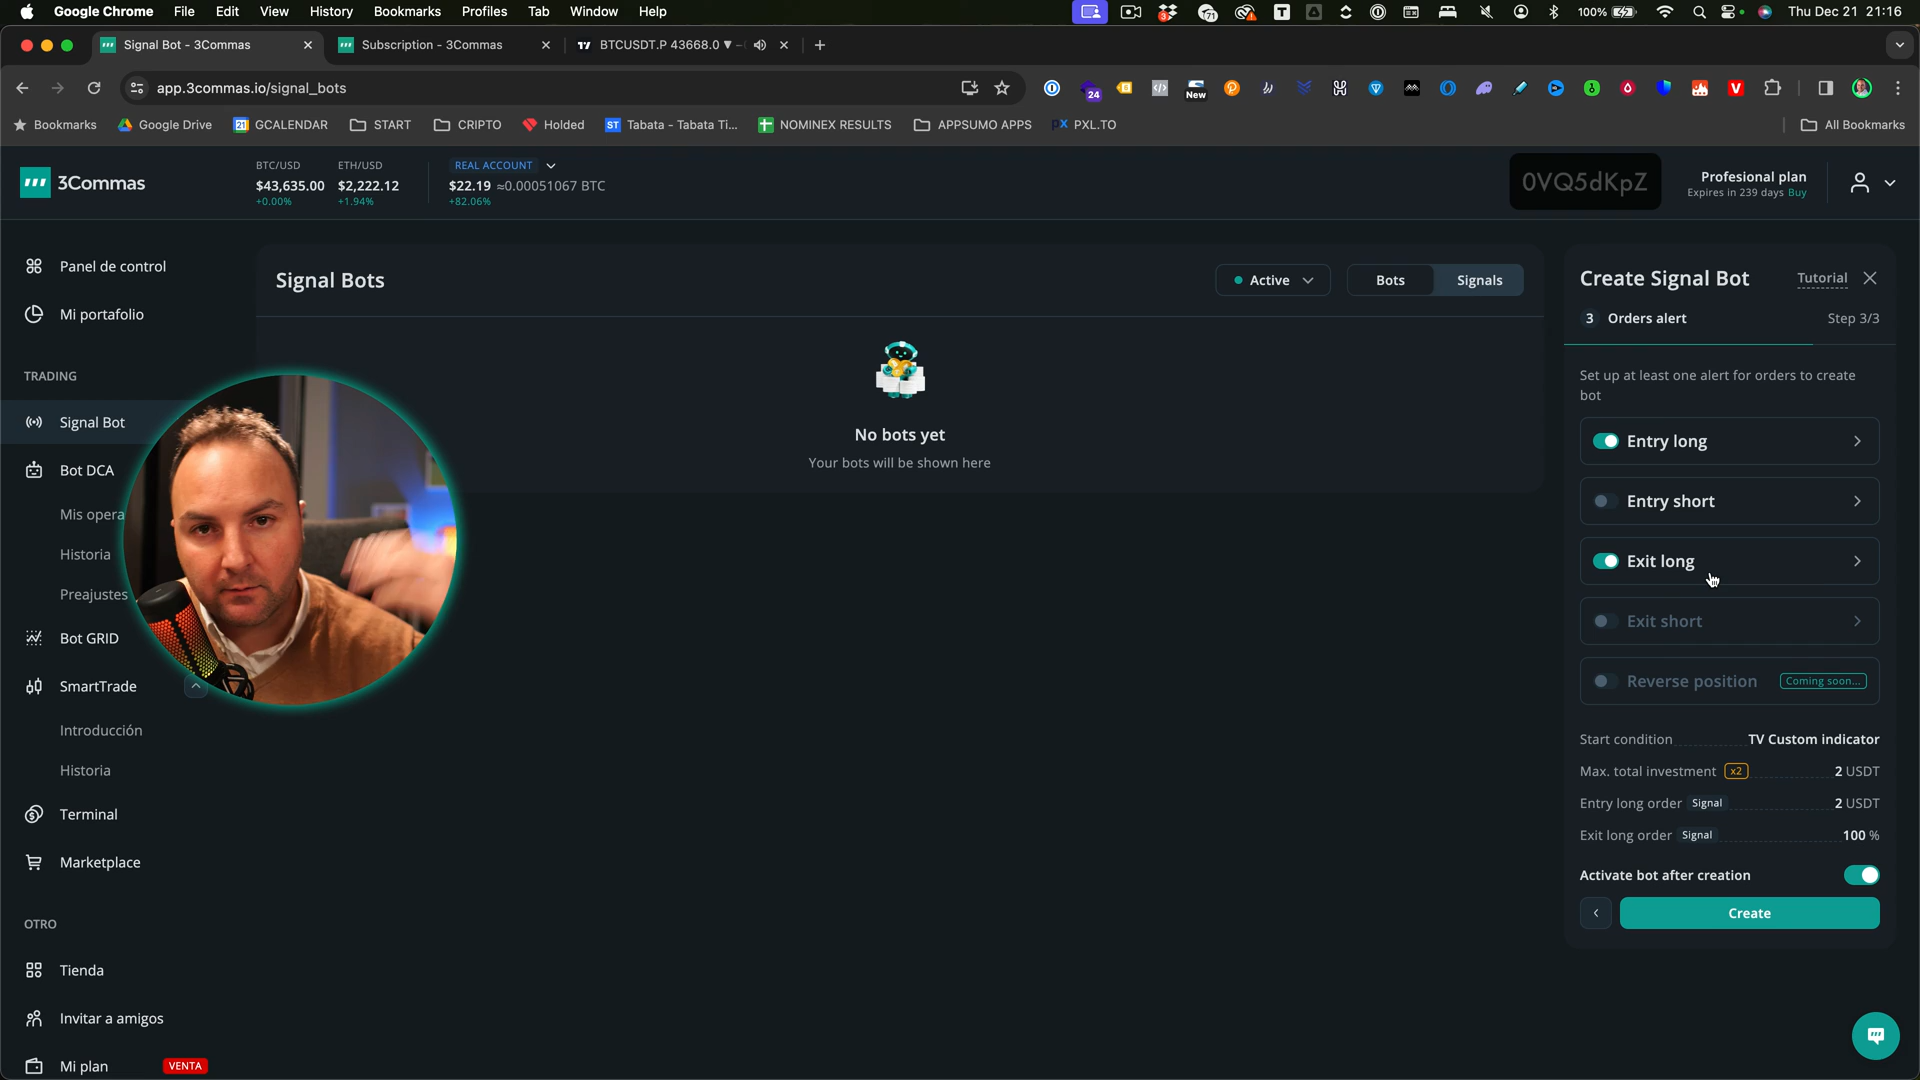 Google Chrome File Edit View History Bookmarks Profiles Tab Window Help
3 71 T 100% Thu Dec 21 21:16
Signal Bot - 3Commas
Subscription - 3Commas
BTCUSDT.P 43668.0 ▼
app.3commas.io/signal_bots
24
New
Bookmarks
Google Drive
GCALENDAR
START
CRIPTO
Holded
ST Tabata - Tabata Ti...
NOMINEX RESULTS
APPSUMO APPS
PXL.TO
All Bookmarks
3Commas
BTC/USD
$43,635.00
+0.00%
ETH/USD
$2,222.12
+1.94%
REAL ACCOUNT
$22.19 ≈0.00051067 BTC
+82.06%
0VQ5dKpZ
Profesional plan
Expires in 239 days Buy
Panel de control
Mi portafolio
TRADING
Signal Bot
Bot DCA
Mis opera
Historia
Preajustes
Bot GRID
SmartTrade
Introducción
Historia
Terminal
Marketplace
OTRO
Tienda
Invitar a amigos
Mi plan VENTA
Signal Bots
Active
Bots
Signals
No bots yet
Your bots will be shown here
Create Signal Bot
Tutorial
3 Orders alert
Step 3/3
Set up at least one alert for orders to create
bot
Entry long
Entry short
Exit long
Exit short
Reverse position Coming soon...
Start condition TV Custom indicator
Max. total investment x2 2 USDT
Entry long order Signal 2 USDT
Exit long order Signal 100 %
Activate bot after creation
Create